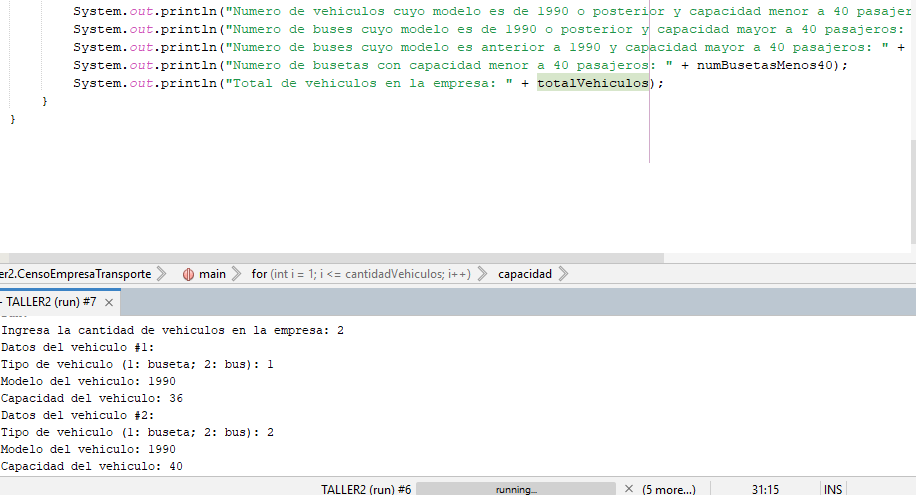 System.out.println("Numero de vehiculos cuyo modelo es de 1990 o posterior y capacidad menor a 40 pasajer
System.out.println("Numero de buses cuyo modelo es de 1990 o posterior y capacidad mayor a 40 pasajeros:
System.out.println("Numero de buses cuyo modelo es anterior a 1990 y capacidad mayor a 40 pasajeros: " +
System.out.println("Numero de busetas con capacidad menor a 40 pasajeros: " + numBusetasMenos40);
System.out.println("Total de vehiculos en la empresa: " + totalVehiculos);
}
}
er2.CensoEmpresaTransporte main for (int i = 1; i <= cantidadVehiculos; i++) capacidad
- TALLER2 (run) #7 ×
Ingresa la cantidad de vehiculos en la empresa: 2
Datos del vehiculo #1:
Tipo de vehiculo (1: buseta; 2: bus): 1
Modelo del vehiculo: 1990
Capacidad del vehiculo: 36
Datos del vehiculo #2:
Tipo de vehiculo (1: buseta; 2: bus): 2
Modelo del vehiculo: 1990
Capacidad del vehiculo: 40
TALLER2 (run) #6 running... × (5 more...) 31:15 INS